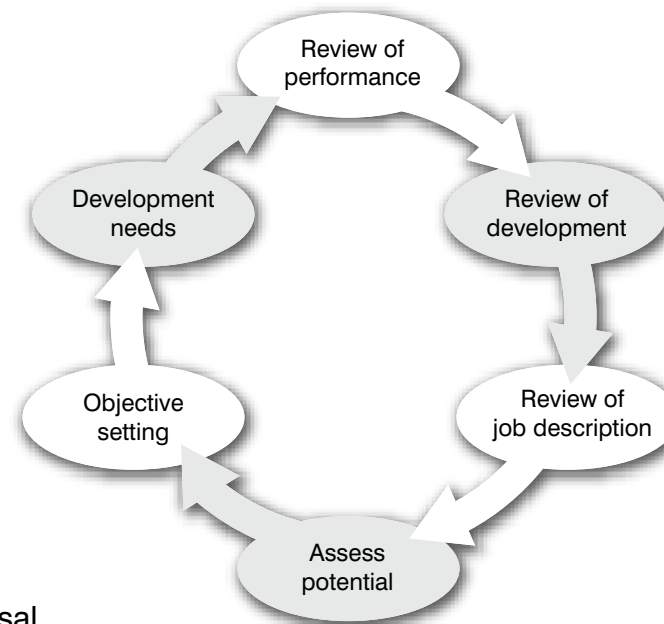 Review of
performance
Review of
development
Review of
job description
Assess
potential
Objective
setting
Development
needs